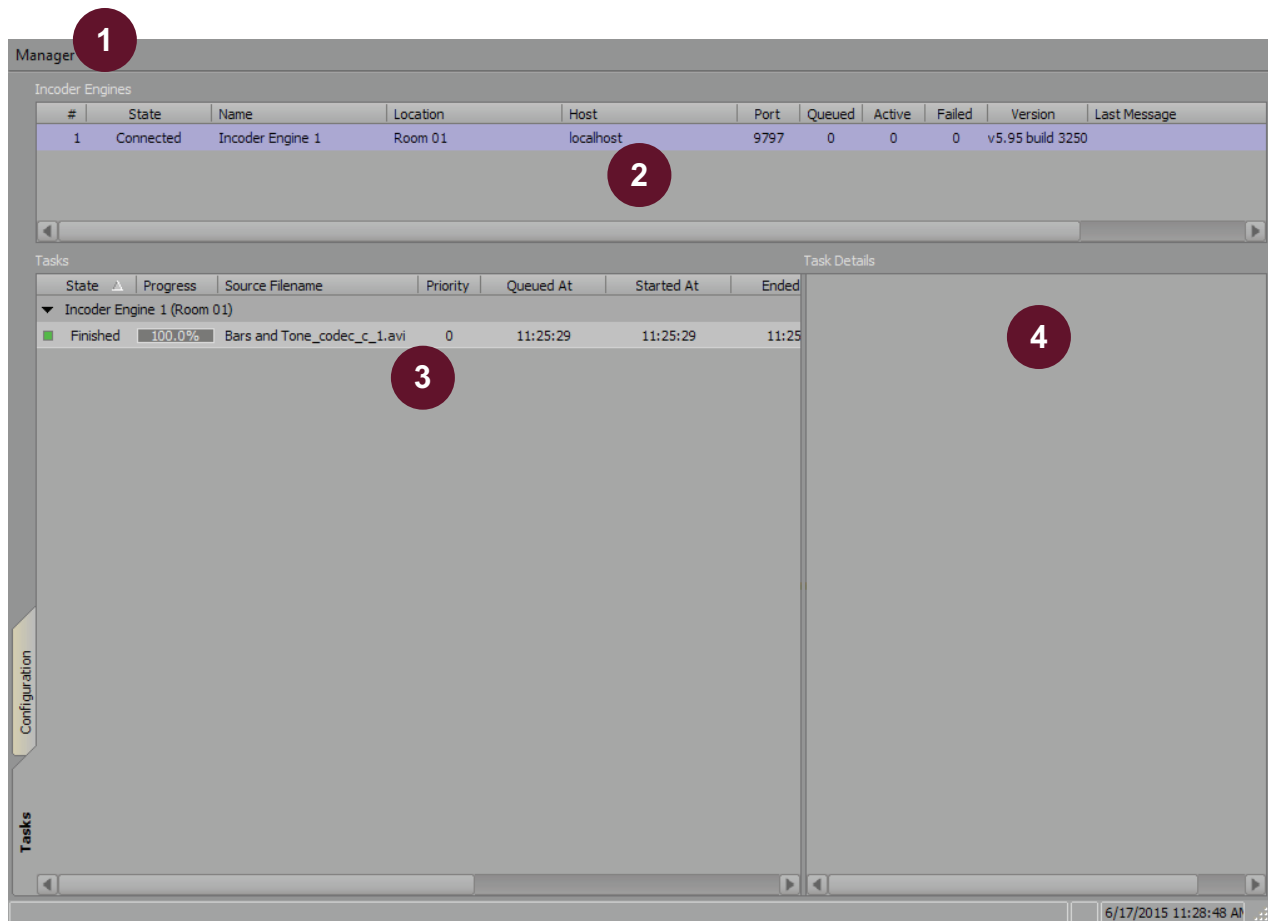 1
Manager
Incoder Engines
# State Name Location Host Port Queued Active Failed Version Last Message
1 Connected Incoder Engine 1 Room 01 localhost 9797 0 0 0 v5.95 build 3250
2
Tasks
State Progress Source Filename Priority Queued At Started At Ended
Incoder Engine 1 (Room 01)
Finished 100.0% Bars and Tone_codec_c_1.avi 0 11:25:29 11:25:29 11:25
3
Task Details
4
Configuration
Tasks
6/17/2015 11:28:48 AM